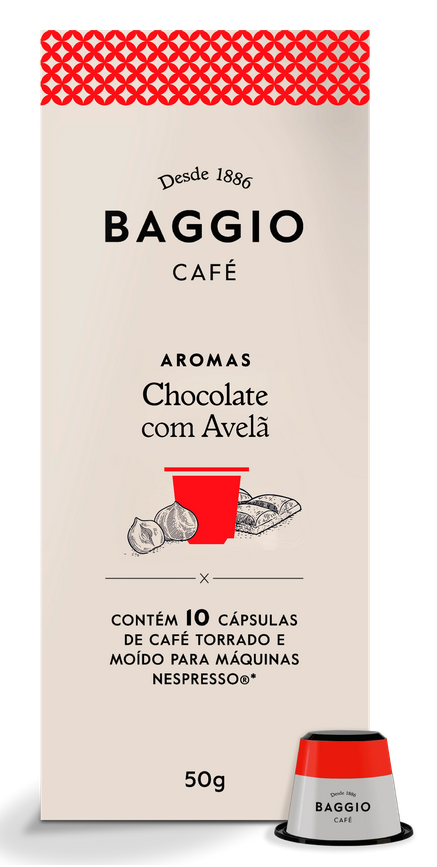 Desde 1886
BAGGIO
CAFÉ
AROMAS
Chocolate
com Avelã
X
CONTÉM 10 CÁPSULAS
DE CAFÉ TORRADO E
MOÍDO PARA MÁQUINAS
NESPRESSO®*
50g
Desde 1886
BAGGIO
CAFÉ